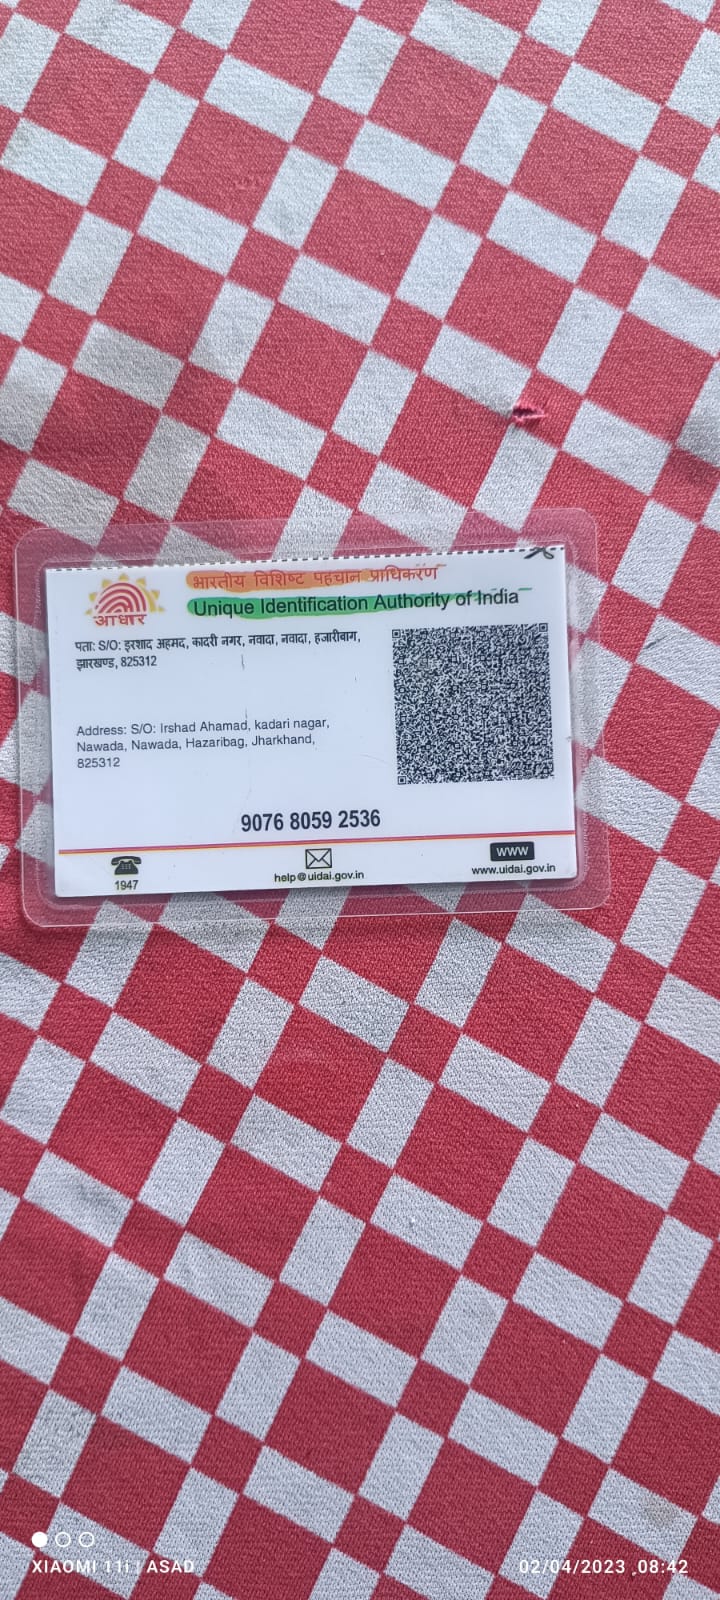 भारतीय विशिष्ट पहचान प्राधिकरण
Unique Identification Authority of India
आधार
पता: S/O: इरशाद अहमद, कादरी नगर, नवादा, नवादा, हजारीबाग,
झारखण्ड, 825312
Address: S/O: Irshad Ahamad, kadari nagar,
Nawada, Nawada, Hazaribag, Jharkhand,
825312
9076 8059 2536
1947
help@uidai.gov.in
WWW
www.uidai.gov.in
XIAOMI 11i | ASAD
02/04/2023 08:42